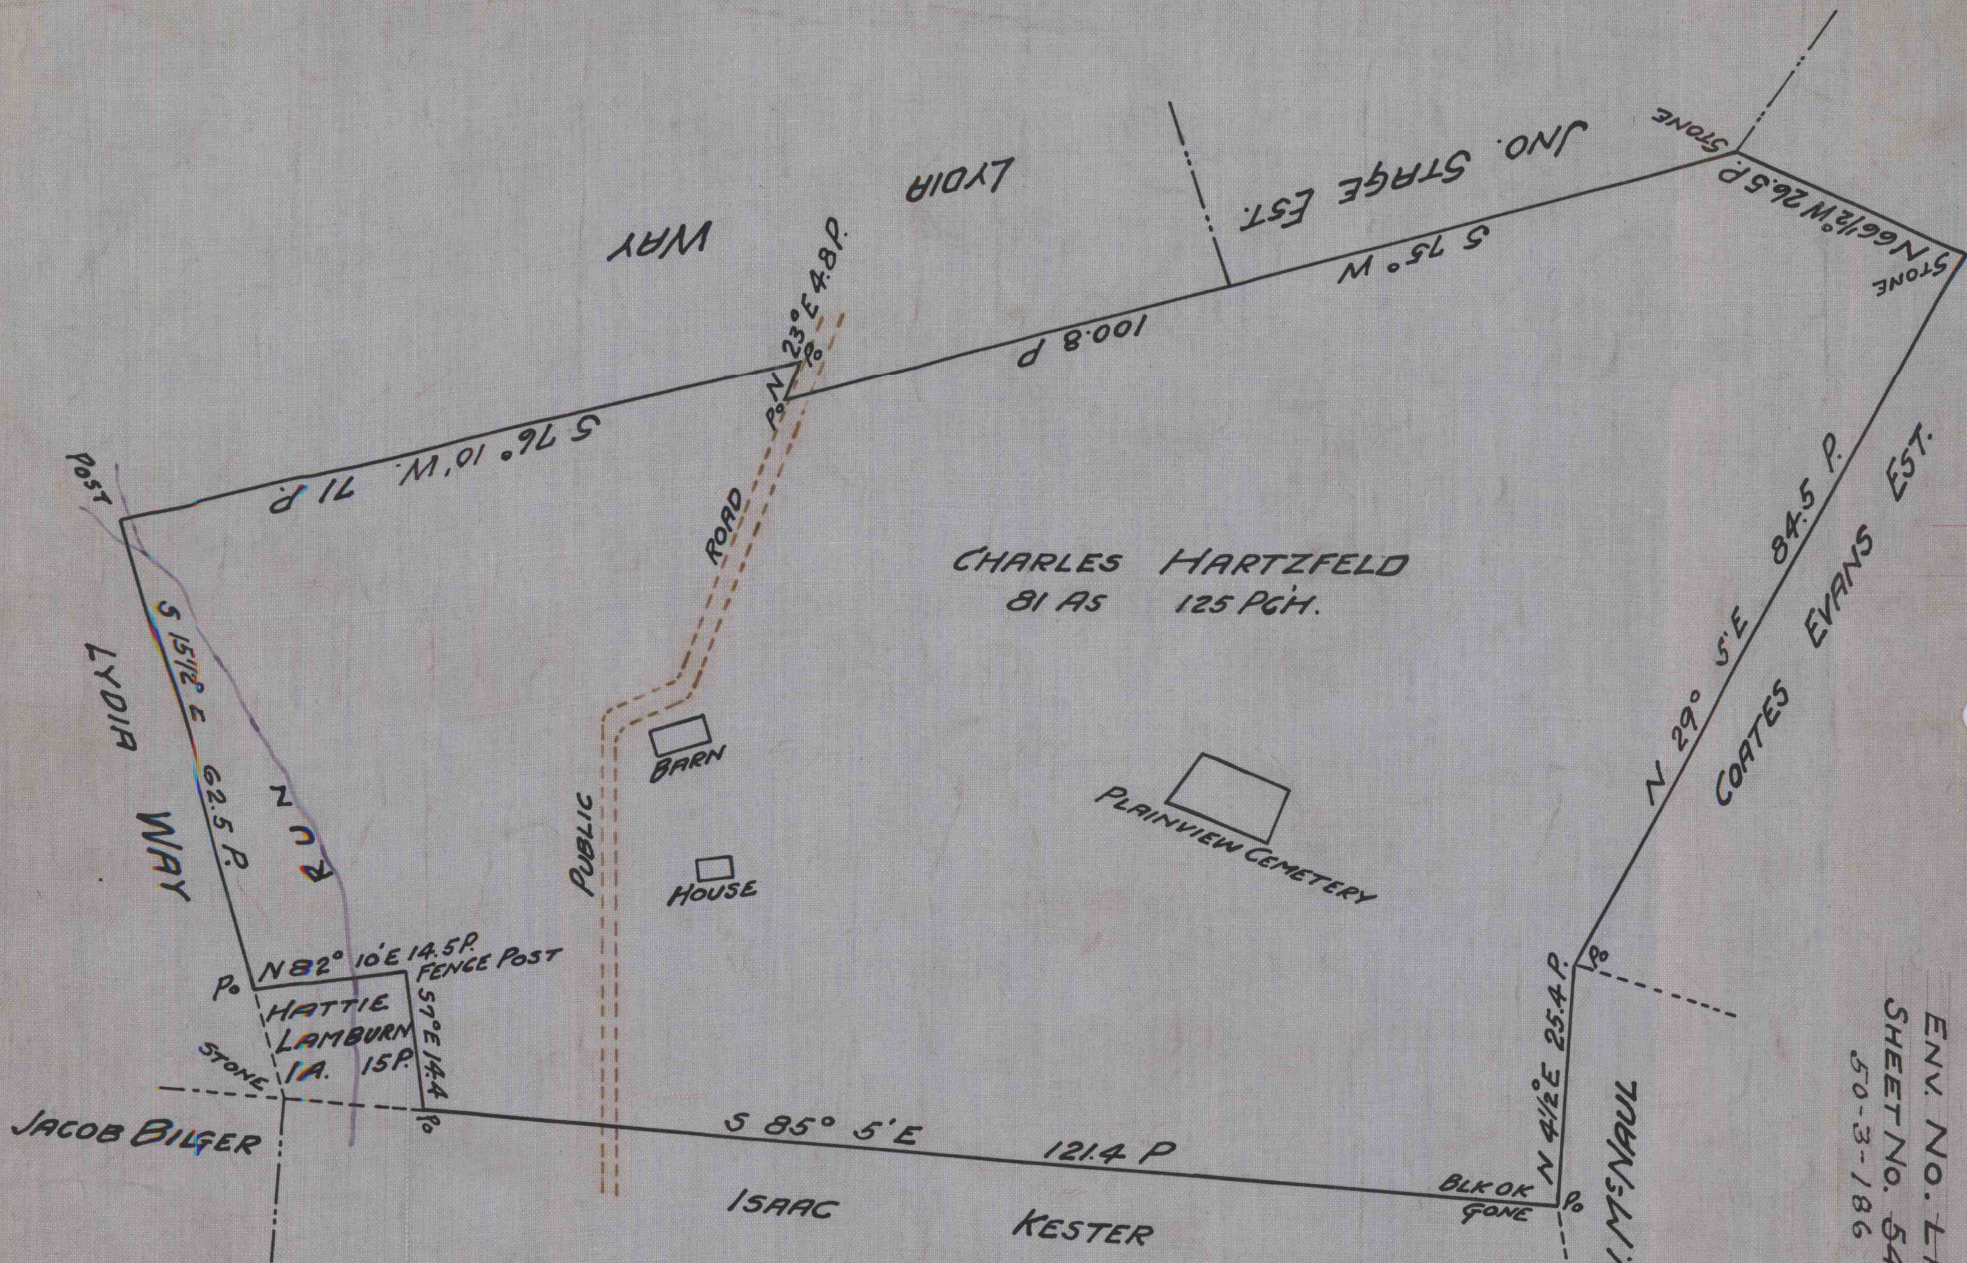 STONE
JNO. STAGE EST.
LYDIA
WAY
N 66½° W 26.5 P.
STONE
S 75° W
100.8 P
N 23° E 4.8 P.
Po
Po
S 76° 10' W.
71 P.
POST
ROAD
CHARLES HARTZFELD
81 AS 125 PCH.
84.5 P.
N 29° 5' E
COATES EVANS EST.
S 15½° E 62.5 P.
LYDIA WAY
RUN
BARN
PUBLIC
HOUSE
PLAINVIEW CEMETERY
N 82° 10' E 14.5 P.
FENCE POST
Po
HATTIE
LAMBURN
1 A. 15 P.
S 7° E 14.4
STONE
Po
JACOB BILGER
S 85° 5' E 121.4 P
ISAAC KESTER
BLK OK
GONE
Po
N 4½° E 25.4 P.
Po
ENV. NO.
SHEET NO.
50-3-186